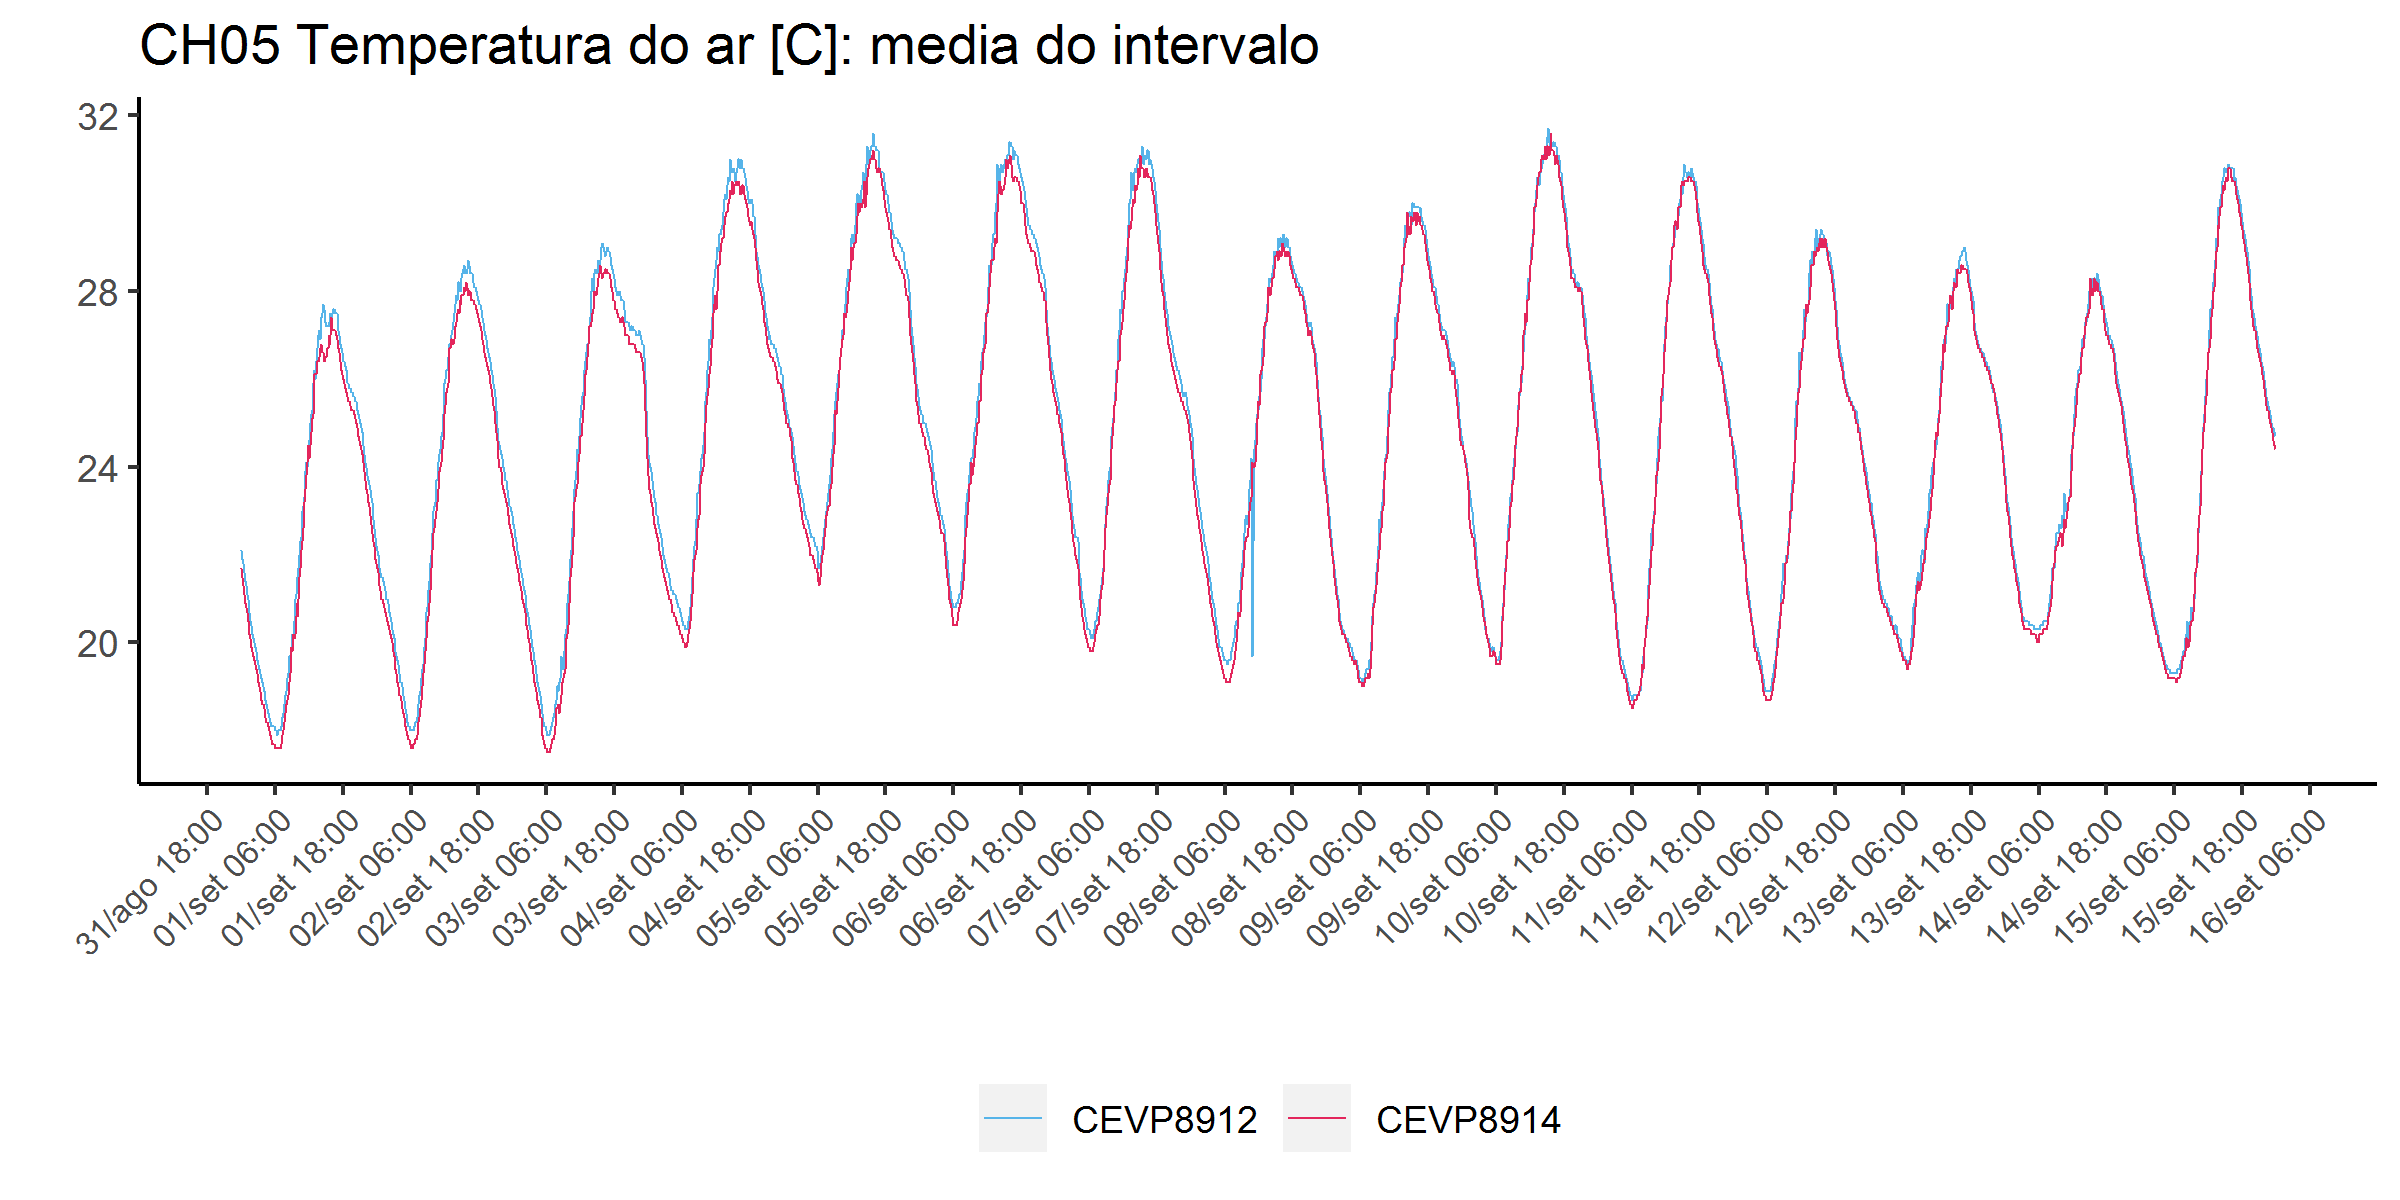 CH05 Temperatura do ar [C]: media do intervalo
32
28
24
20
31/ago 18:00
01/set 06:00
01/set 18:00
02/set 06:00
02/set 18:00
03/set 06:00
03/set 18:00
04/set 06:00
04/set 18:00
05/set 06:00
05/set 18:00
06/set 06:00
06/set 18:00
07/set 06:00
07/set 18:00
08/set 06:00
08/set 18:00
09/set 06:00
09/set 18:00
10/set 06:00
10/set 18:00
11/set 06:00
11/set 18:00
12/set 06:00
12/set 18:00
13/set 06:00
13/set 18:00
14/set 06:00
14/set 18:00
15/set 06:00
15/set 18:00
16/set 06:00
CEVP8912 CEVP8914